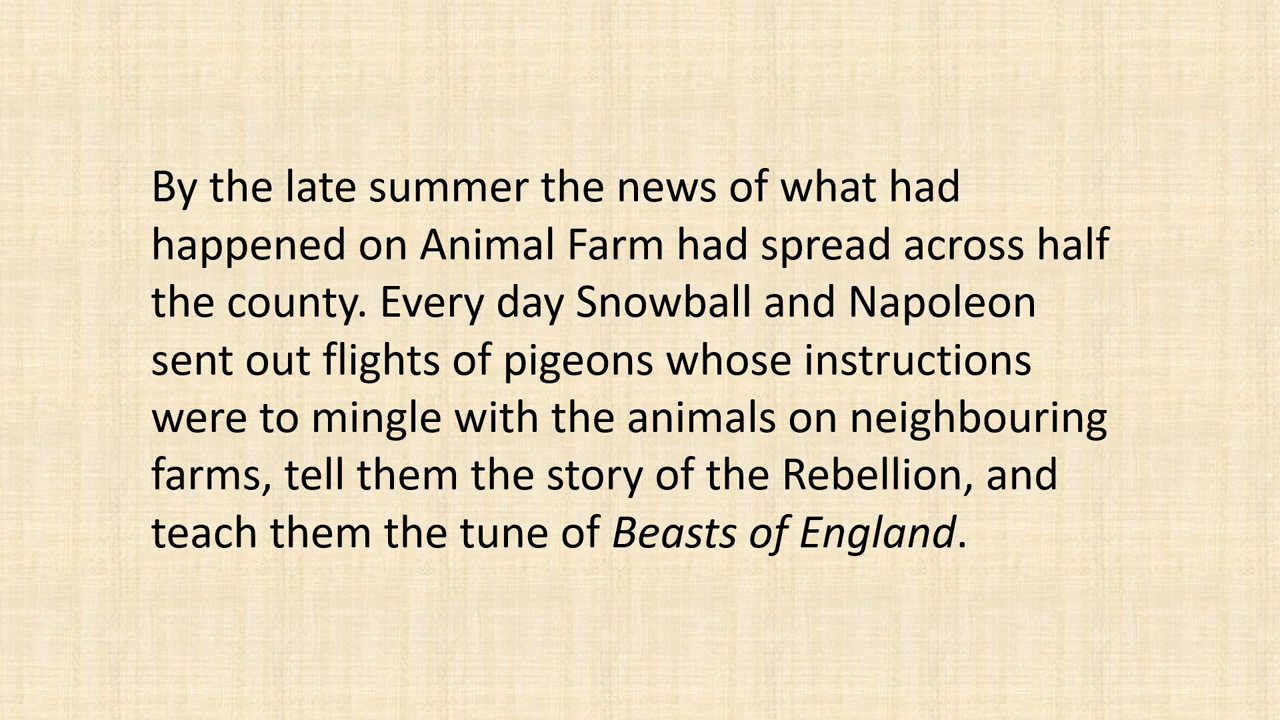 By the late summer the news of what had
happened on Animal Farm had spread across half
the county. Every day Snowball and Napoleon
sent out flights of pigeons whose instructions
were to mingle with the animals on neighbouring
farms, tell them the story of the Rebellion, and
teach them the tune of Beasts of England.